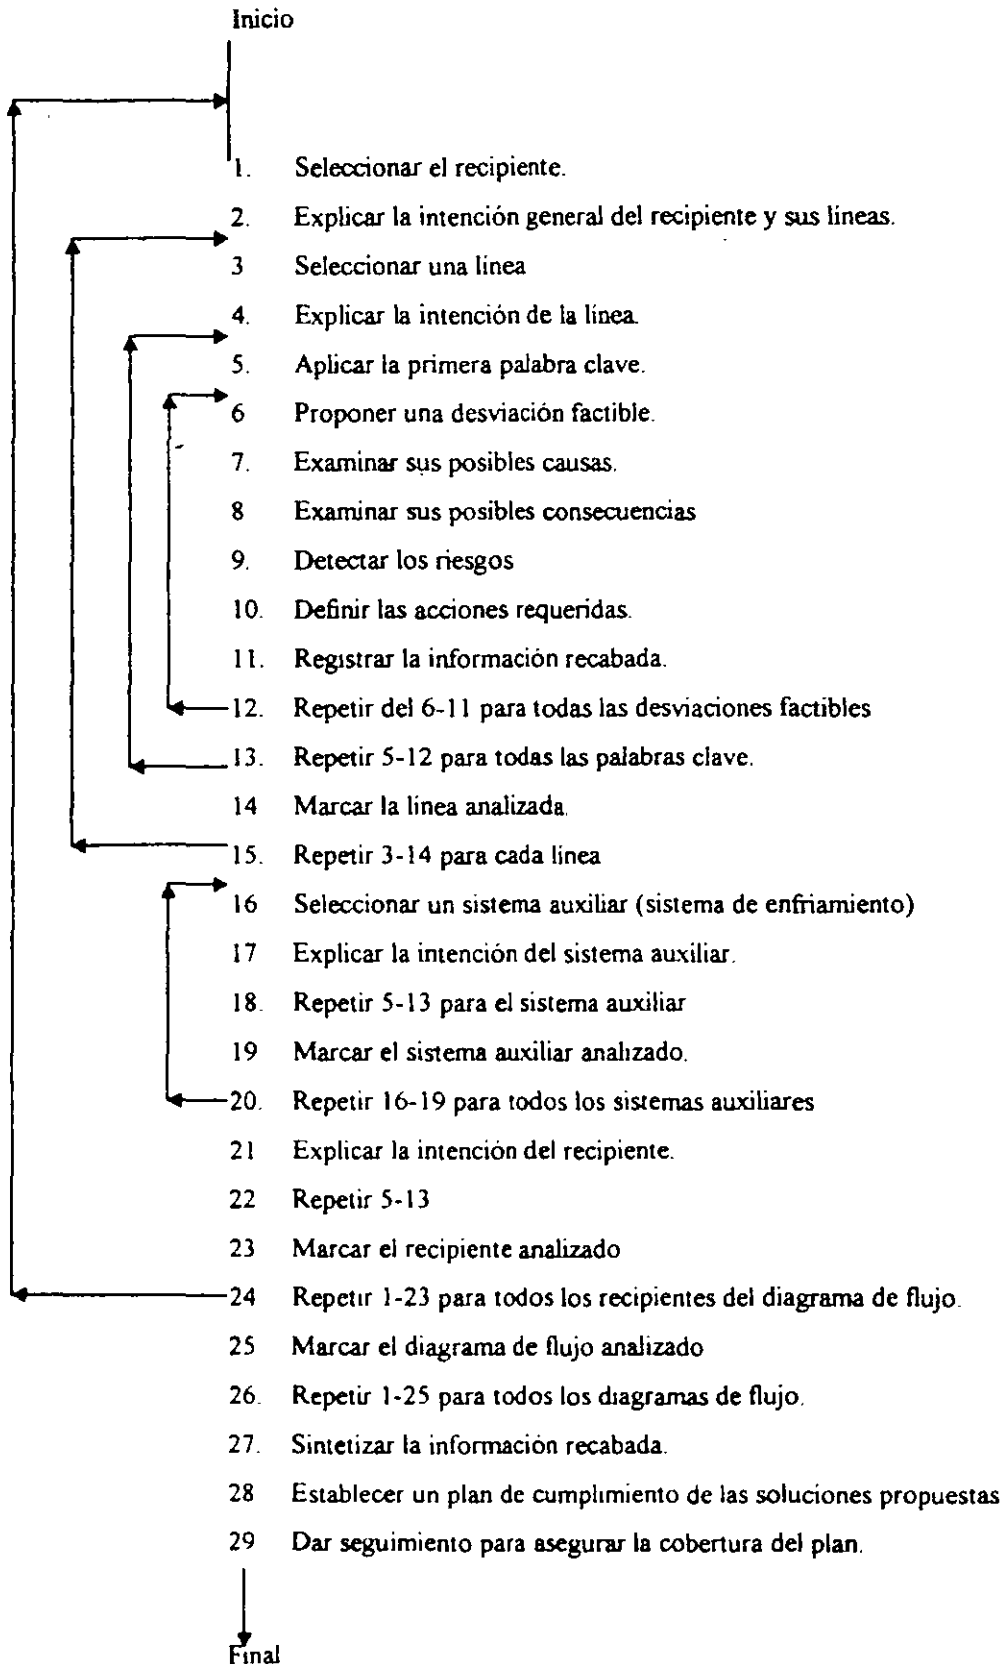 Inicio
1. Seleccionar el recipiente.
2. Explicar la intención general del recipiente y sus líneas.
3 Seleccionar una línea
4. Explicar la intención de la línea.
5. Aplicar la primera palabra clave.
6 Proponer una desviación factible.
7. Examinar sus posibles causas.
8 Examinar sus posibles consecuencias
9. Detectar los riesgos
10. Definir las acciones requeridas.
11. Registrar la información recabada.
12. Repetir del 6-11 para todas las desviaciones factibles
13. Repetir 5-12 para todas las palabras clave.
14 Marcar la línea analizada.
15. Repetir 3-14 para cada línea
16 Seleccionar un sistema auxiliar (sistema de enfriamiento)
17 Explicar la intención del sistema auxiliar.
18. Repetir 5-13 para el sistema auxiliar
19 Marcar el sistema auxiliar analizado.
20. Repetir 16-19 para todos los sistemas auxiliares
21 Explicar la intención del recipiente.
22 Repetir 5-13
23 Marcar el recipiente analizado
24 Repetir 1-23 para todos los recipientes del diagrama de flujo.
25 Marcar el diagrama de flujo analizado
26. Repetir 1-25 para todos los diagramas de flujo.
27. Sintetizar la información recabada.
28 Establecer un plan de cumplimiento de las soluciones propuestas
29 Dar seguimiento para asegurar la cobertura del plan.
Final